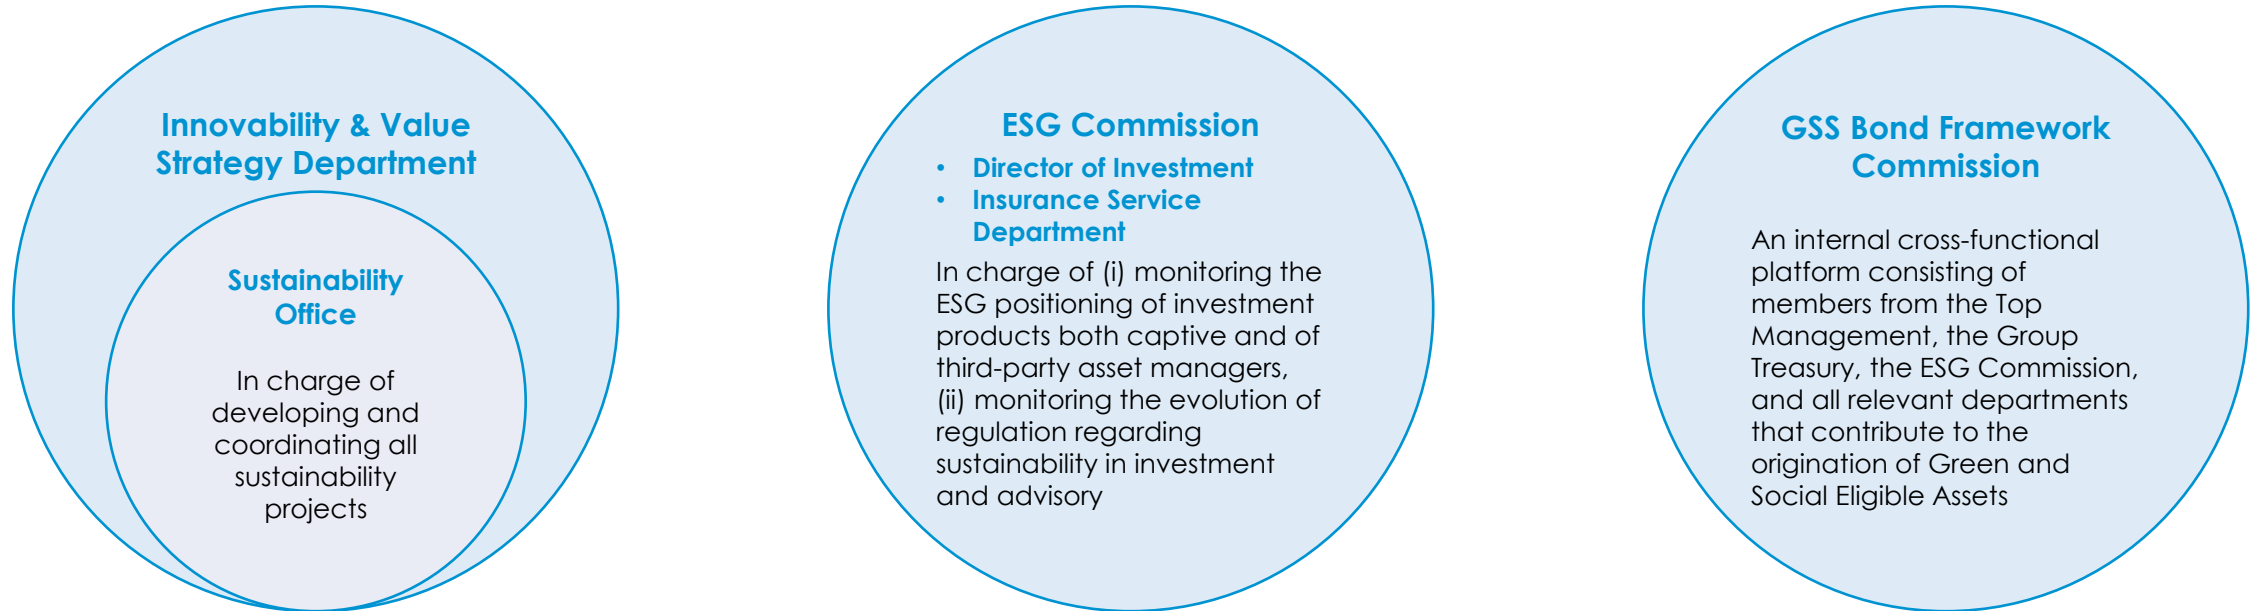 Innovability & Value
Strategy Department
Sustainability
Office
In charge of
developing and
coordinating all
sustainability
projects
ESG Commission
• Director of Investment
• Insurance Service
Department
In charge of (i) monitoring the
ESG positioning of investment
products both captive and of
third-party asset managers,
(ii) monitoring the evolution of
regulation regarding
sustainability in investment
and advisory
GSS Bond Framework
Commission
An internal cross-functional
platform consisting of
members from the Top
Management, the Group
Treasury, the ESG Commission,
and all relevant departments
that contribute to the
origination of Green and
Social Eligible Assets